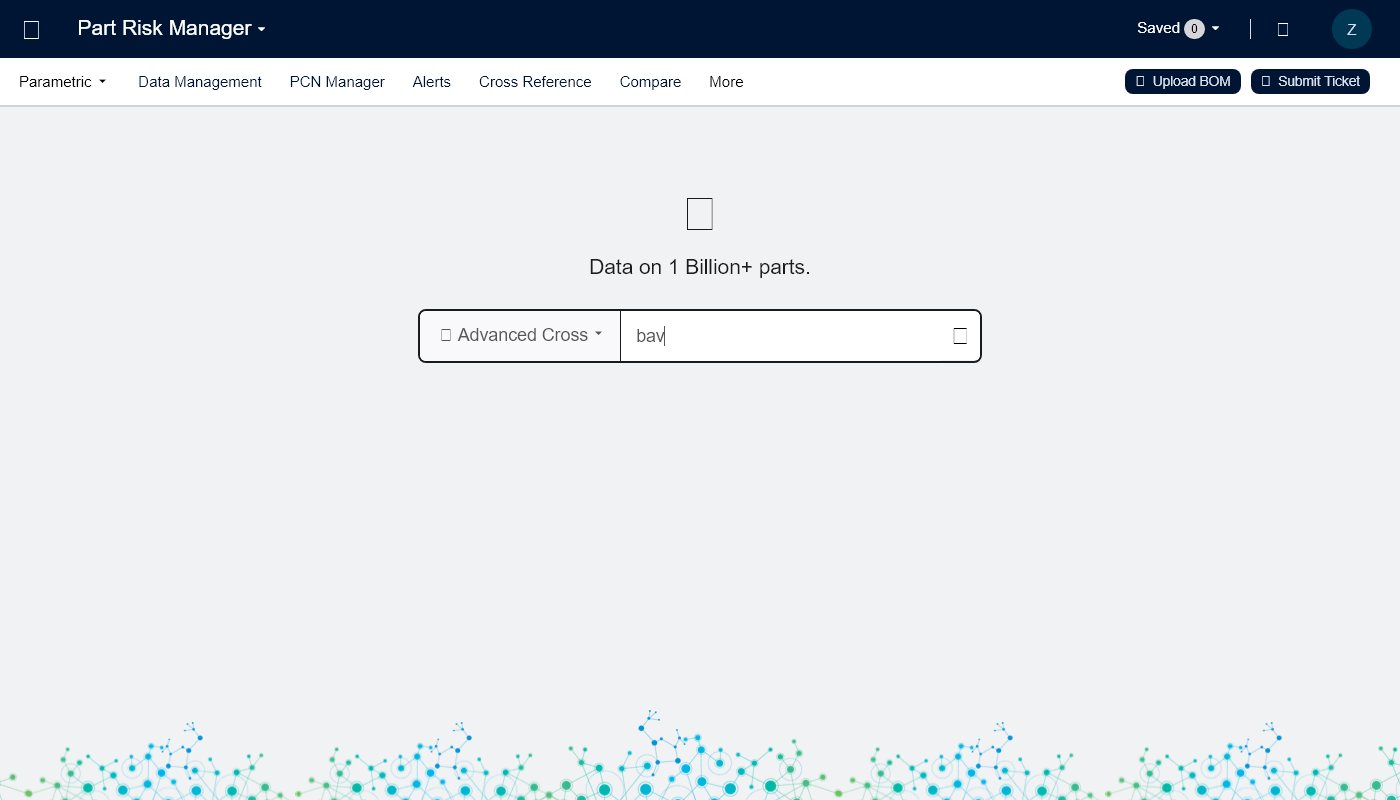 Part Risk Manager
Saved 0
Z
Parametric Data Management PCN Manager Alerts Cross Reference Compare More
Upload BOM Submit Ticket
Data on 1 Billion+ parts.
Advanced Cross bav